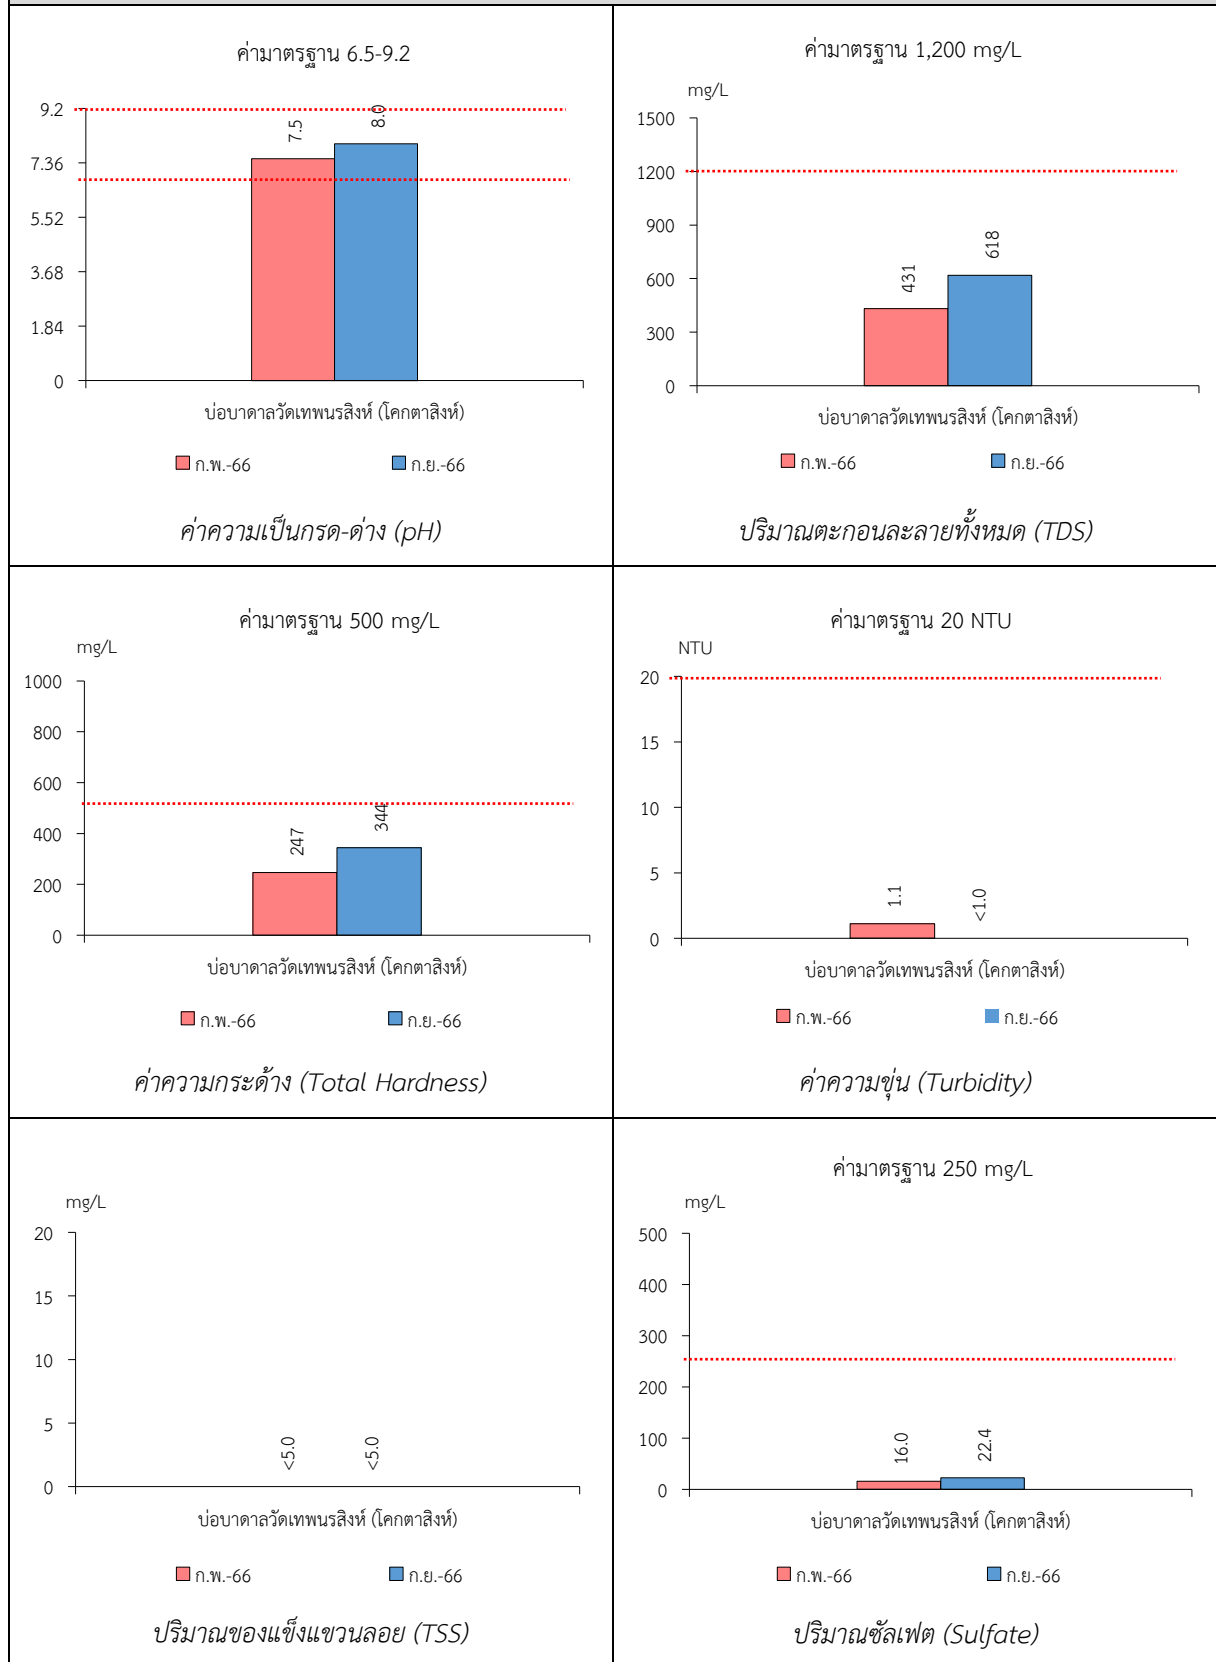 ค่ามาตรฐาน 6.5-9.2
9.2
7.36
5.52
3.68
1.84
0
7.5
8.0
บ่อบาดาลวัดเทพนรสิงห์ (โคกตาสิงห์)
ก.พ.-66 ก.ย.-66
ค่าความเป็นกรด-ด่าง (pH)
ค่ามาตรฐาน 1,200 mg/L
mg/L
1500
1200
900
600
300
0
431
618
บ่อบาดาลวัดเทพนรสิงห์ (โคกตาสิงห์)
ก.พ.-66 ก.ย.-66
ปริมาณตะกอนละลายทั้งหมด (TDS)
ค่ามาตรฐาน 500 mg/L
mg/L
1000
800
600
400
200
0
247
344
บ่อบาดาลวัดเทพนรสิงห์ (โคกตาสิงห์)
ก.พ.-66 ก.ย.-66
ค่าความกระด้าง (Total Hardness)
ค่ามาตรฐาน 20 NTU
NTU
20
15
10
5
0
1.1
<1.0
บ่อบาดาลวัดเทพนรสิงห์ (โคกตาสิงห์)
ก.พ.-66 ก.ย.-66
ค่าความขุ่น (Turbidity)
mg/L
20
15
10
5
0
<5.0
<5.0
บ่อบาดาลวัดเทพนรสิงห์ (โคกตาสิงห์)
ก.พ.-66 ก.ย.-66
ปริมาณของแข็งแขวนลอย (TSS)
ค่ามาตรฐาน 250 mg/L
mg/L
500
400
300
200
100
0
16.0
22.4
บ่อบาดาลวัดเทพนรสิงห์ (โคกตาสิงห์)
ก.พ.-66 ก.ย.-66
ปริมาณซัลเฟต (Sulfate)